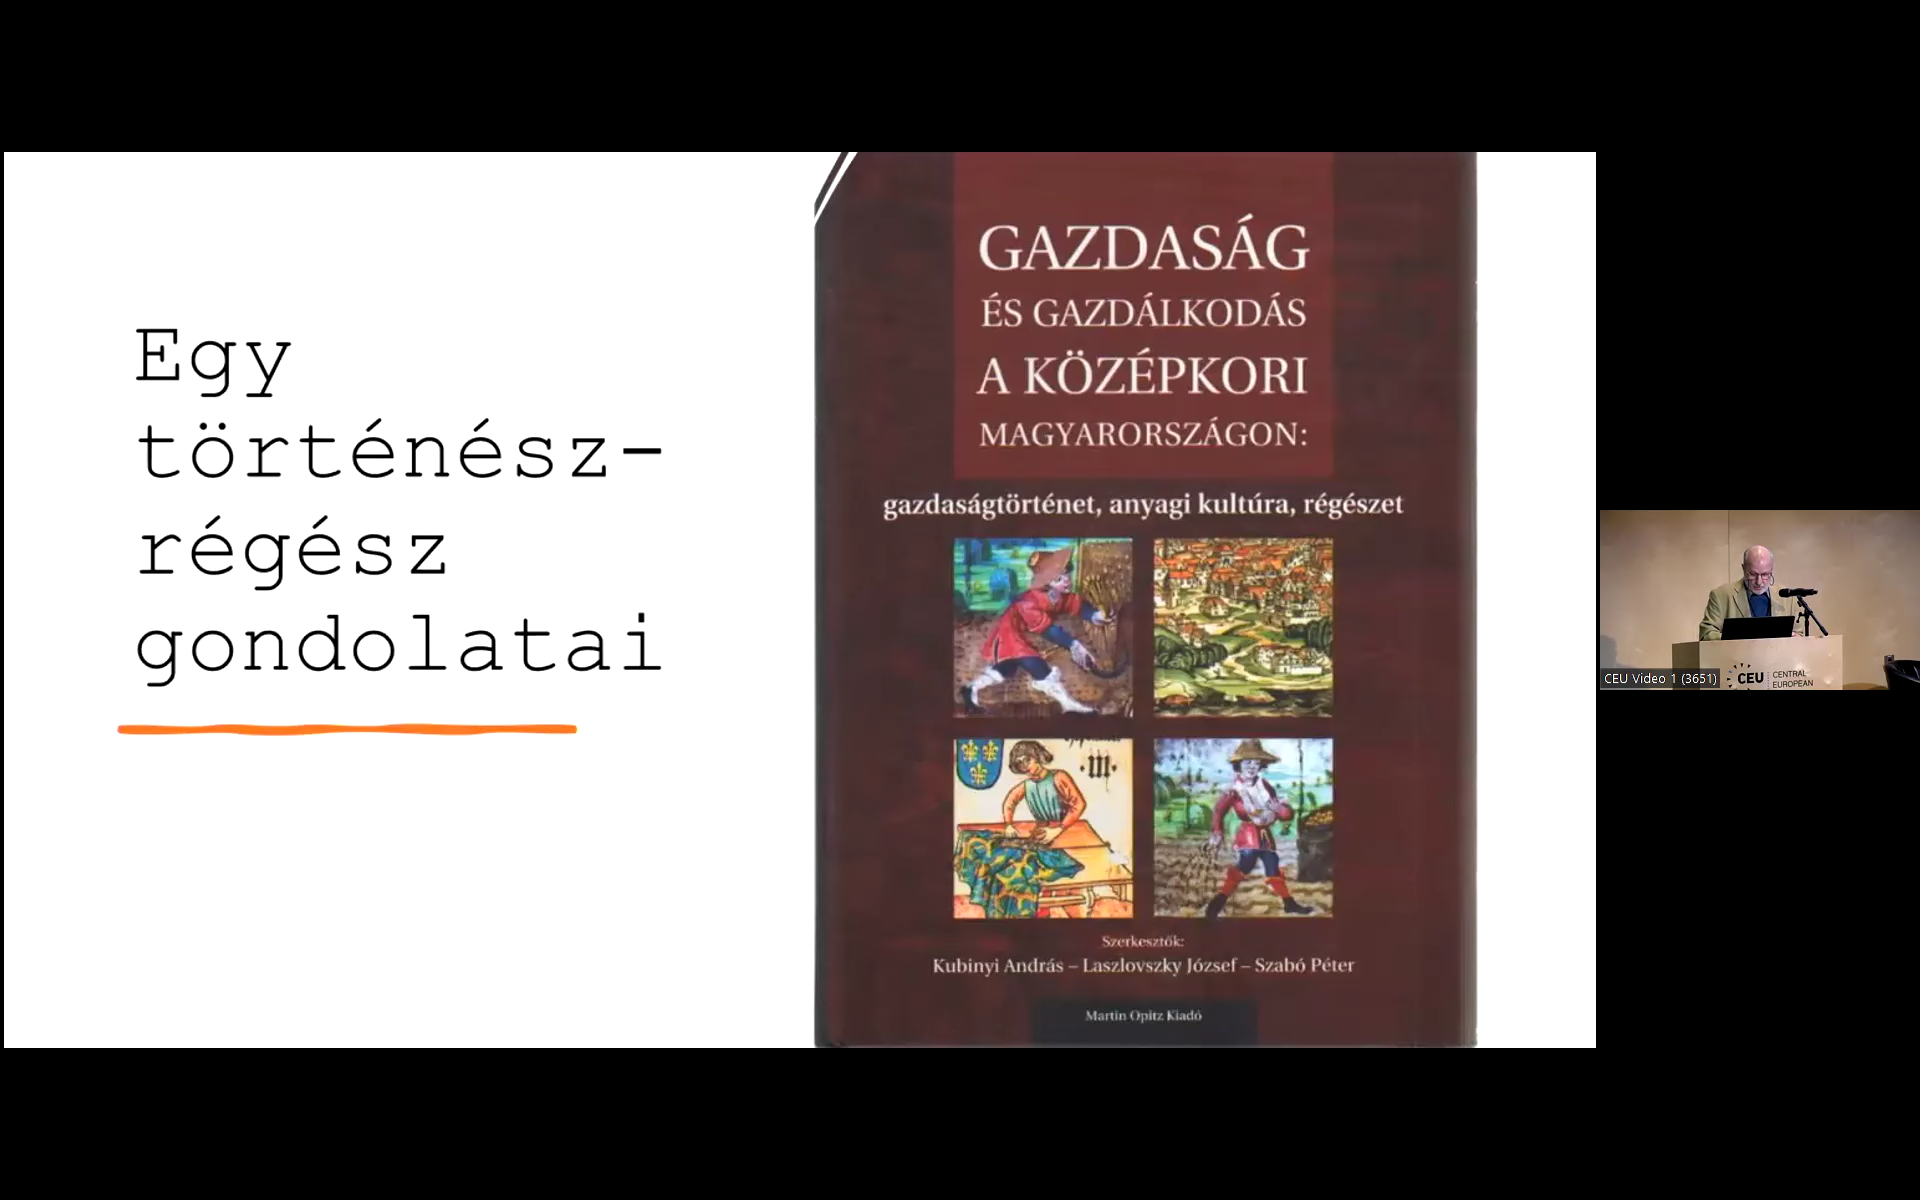 Egy
történész-
régész
gondolatai
GAZDASÁG
ÉS GAZDÁLKODÁS
A KÖZÉPKORI
MAGYARORSZÁGON:
gazdaságtörténet, anyagi kultúra, régészet
III
Szerkesztők:
Kubinyi András – Laszlovszky József – Szabó Péter
Martin Opitz Kiadó
CEU Video 1 (3651)
CEU
CENTRAL
EUROPEAN